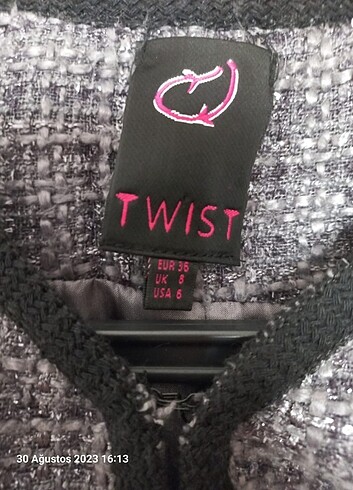 TWIST
EUR 36
UK 8
USA 6
30 Ağustos 2023 16:13